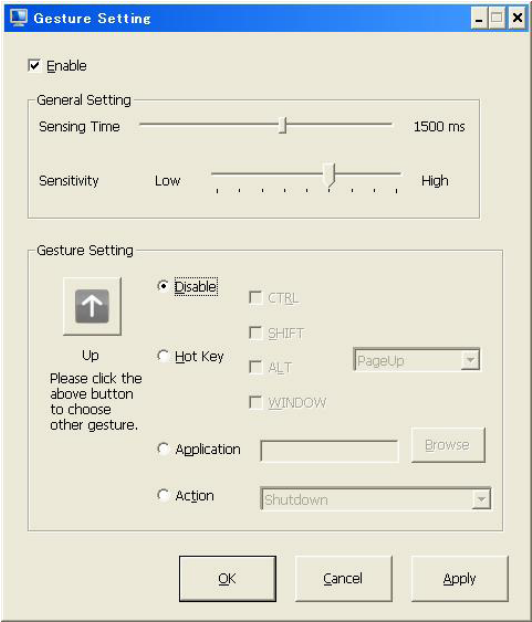 Gesture Setting
Enable
General Setting
Sensing Time 1500 ms
Sensitivity Low High
Gesture Setting
Disable
CTRL
SHIFT
Up
Hot Key
ALT
PageUp
Please click the
above button
to choose
other gesture.
WINDOW
Application
Browse
Action
Shutdown
OK Cancel Apply